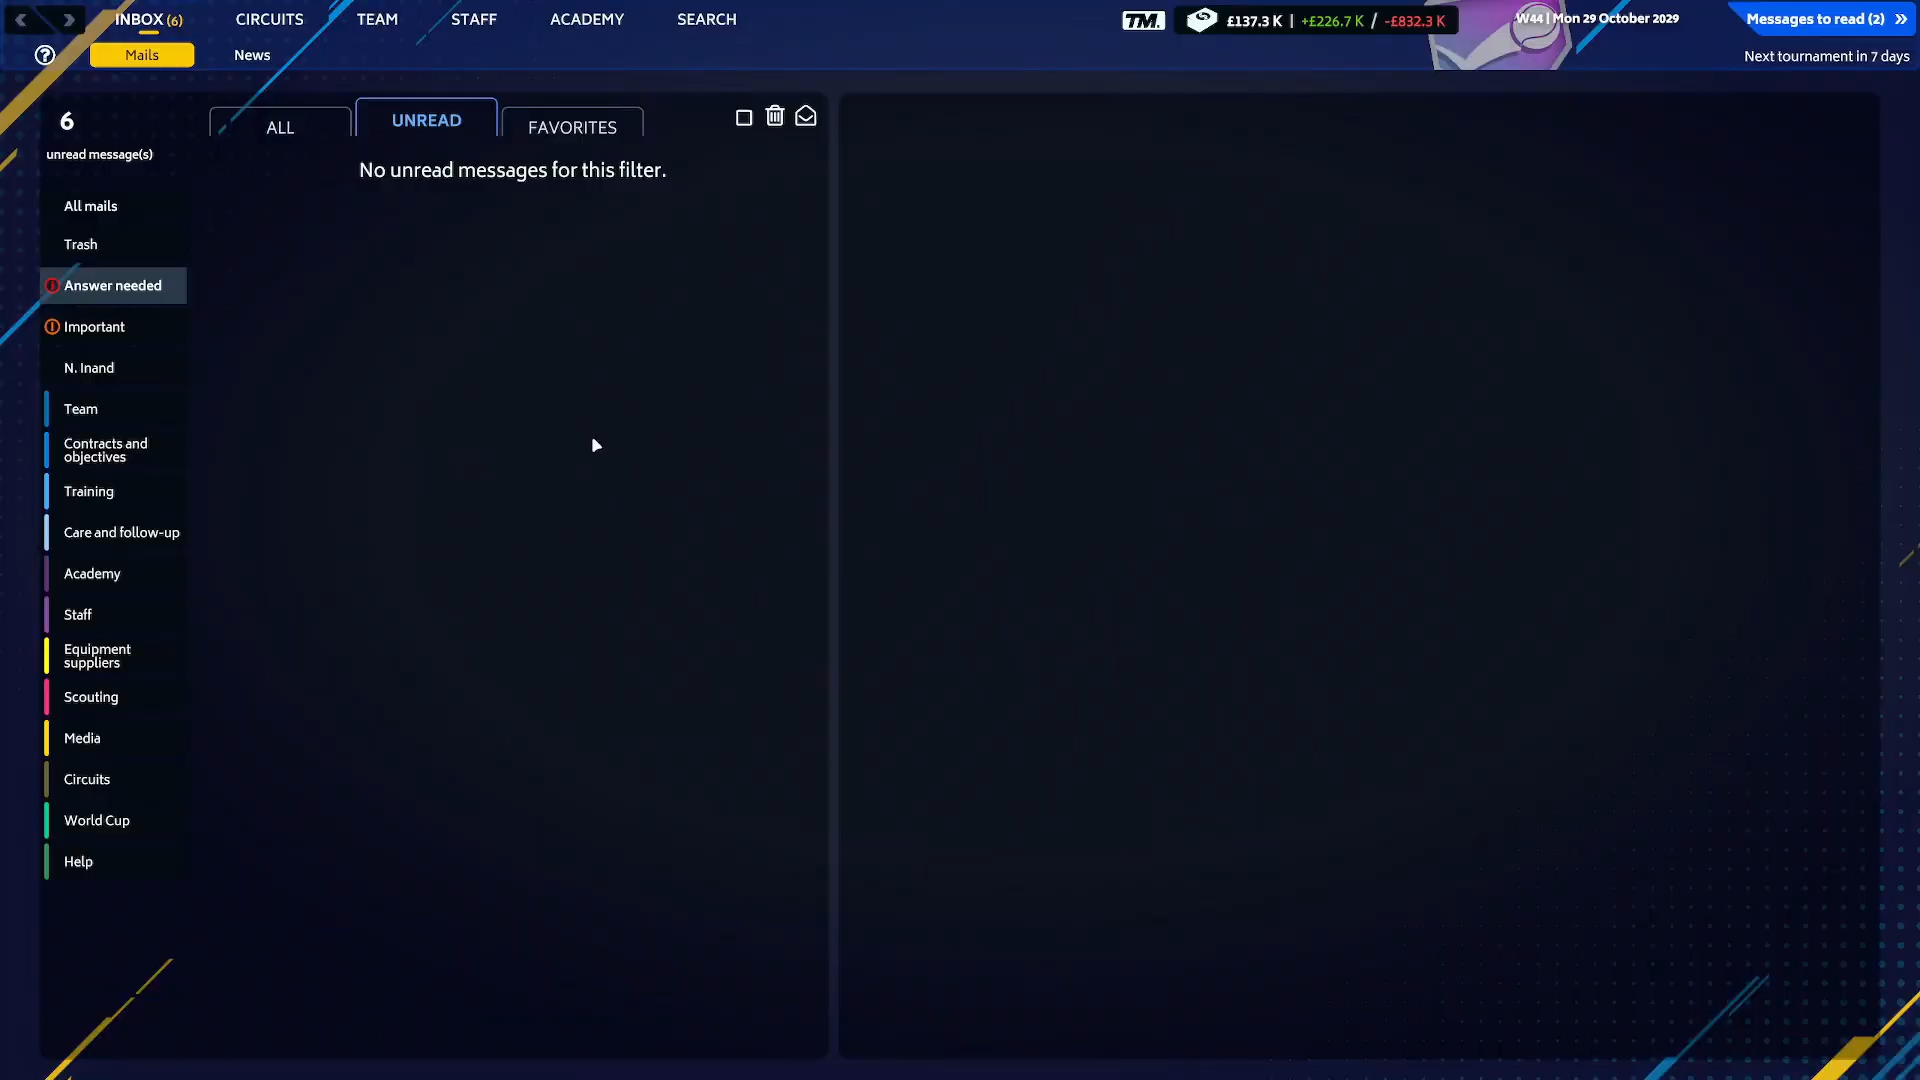 INBOX (6)
CIRCUITS
TEAM
STAFF
ACADEMY
SEARCH
TM.
£137.3 K | +£226.7 K / -£832.3 K
W44 | Mon 29 October 2029
Messages to read (2)
Mails
News
Next tournament in 7 days
6
unread message(s)
ALL
UNREAD
FAVORITES
No unread messages for this filter.
All mails
Trash
Answer needed
Important
N. Inand
Team
Contracts and
objectives
Training
Care and follow-up
Academy
Staff
Equipment
suppliers
Scouting
Media
Circuits
World Cup
Help